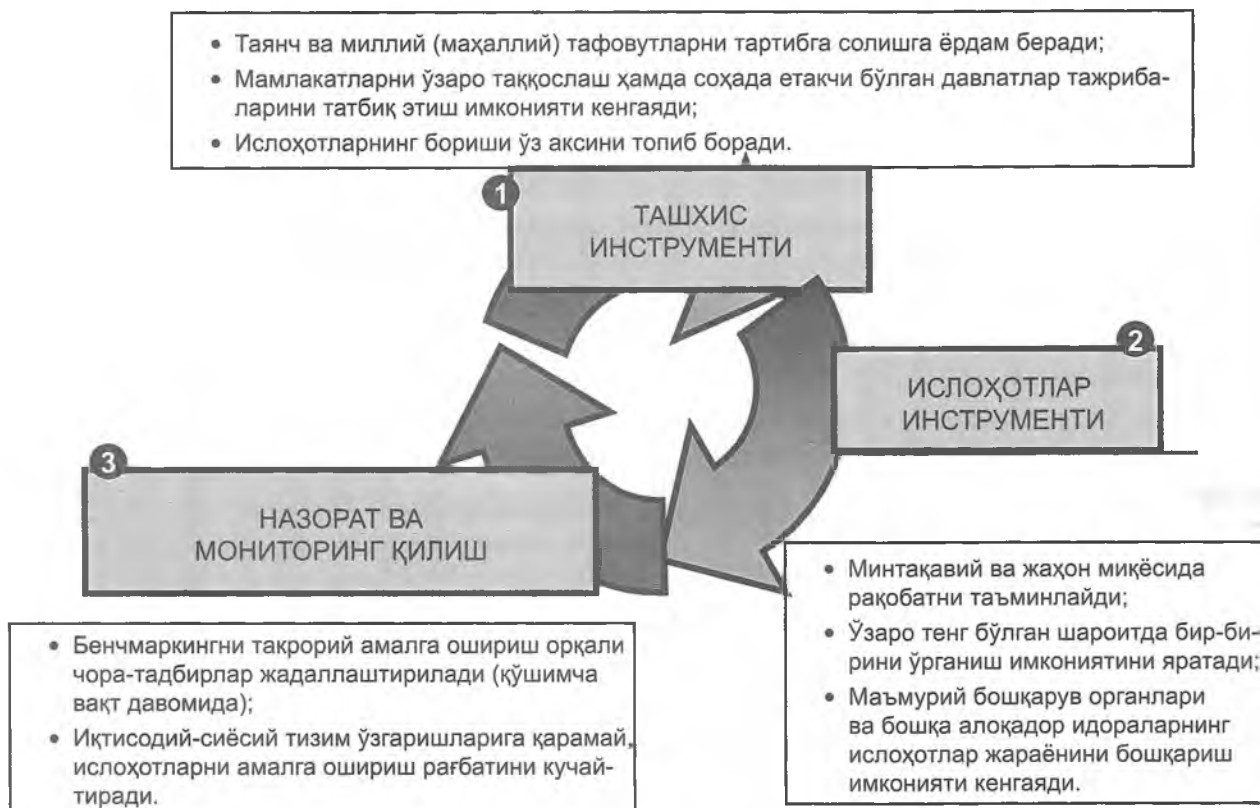 • Таянч ва миллий (маҳаллий) тафовутларни тартибга солишга ёрдам беради;
• Мамлакатларни ўзаро таққослаш ҳамда соҳада етакчи бўлган давлатлар тажриба-
ларини татбиқ этиш имконияти кенгаяди;
• Ислоҳотларнинг бориши ўз аксини топиб боради.
1
ТАШХИС
ИНСТРУМЕНТИ
2
ИСЛОҲОТЛАР
ИНСТРУМЕНТИ
3
НАЗОРАТ ВА
МОНИТОРИНГ ҚИЛИШ
• Минтақавий ва жаҳон миқёсида
рақобатни таъминлайди;
• Ўзаро тенг бўлган шароитда бир-би-
рини ўрганиш имкониятини яратади;
• Маъмурий бошқарув органлари
ва бошқа алоқадор идораларнинг
ислоҳотлар жараёнини бошқариш
имконияти кенгаяди.
• Бенчмаркингни такрорий амалга ошириш орқали
чора-тадбирлар жадаллаштирилади (қўшимча
вақт давомида);
• Иқтисодий-сиёсий тизим ўзгаришларига қарамай,
ислоҳотларни амалга ошириш рағбатини кучай-
тиради.